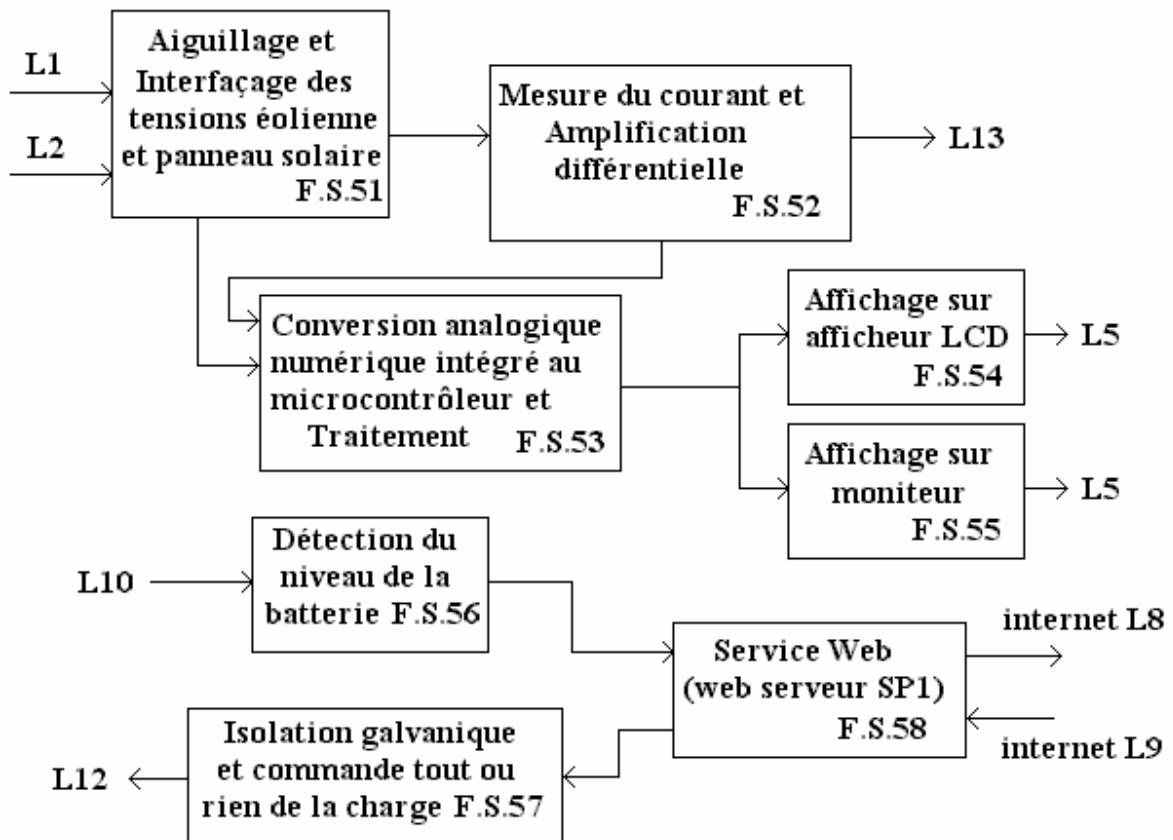 L1
L2
Aiguillage et
Interfaçage des
tensions éolienne
et panneau solaire
F.S.51
Mesure du courant et
Amplification
différentielle
F.S.52
L13
Conversion analogique
numérique intégré au
microcontrôleur et
Traitement F.S.53
Affichage sur
afficheur LCD
F.S.54
L5
Affichage sur
moniteur
F.S.55
L5
L10
Détection du
niveau de la
batterie F.S.56
Service Web
(web serveur SP1)
F.S.58
internet L8
internet L9
Isolation galvanique
et commande tout ou
rien de la charge F.S.57
L12